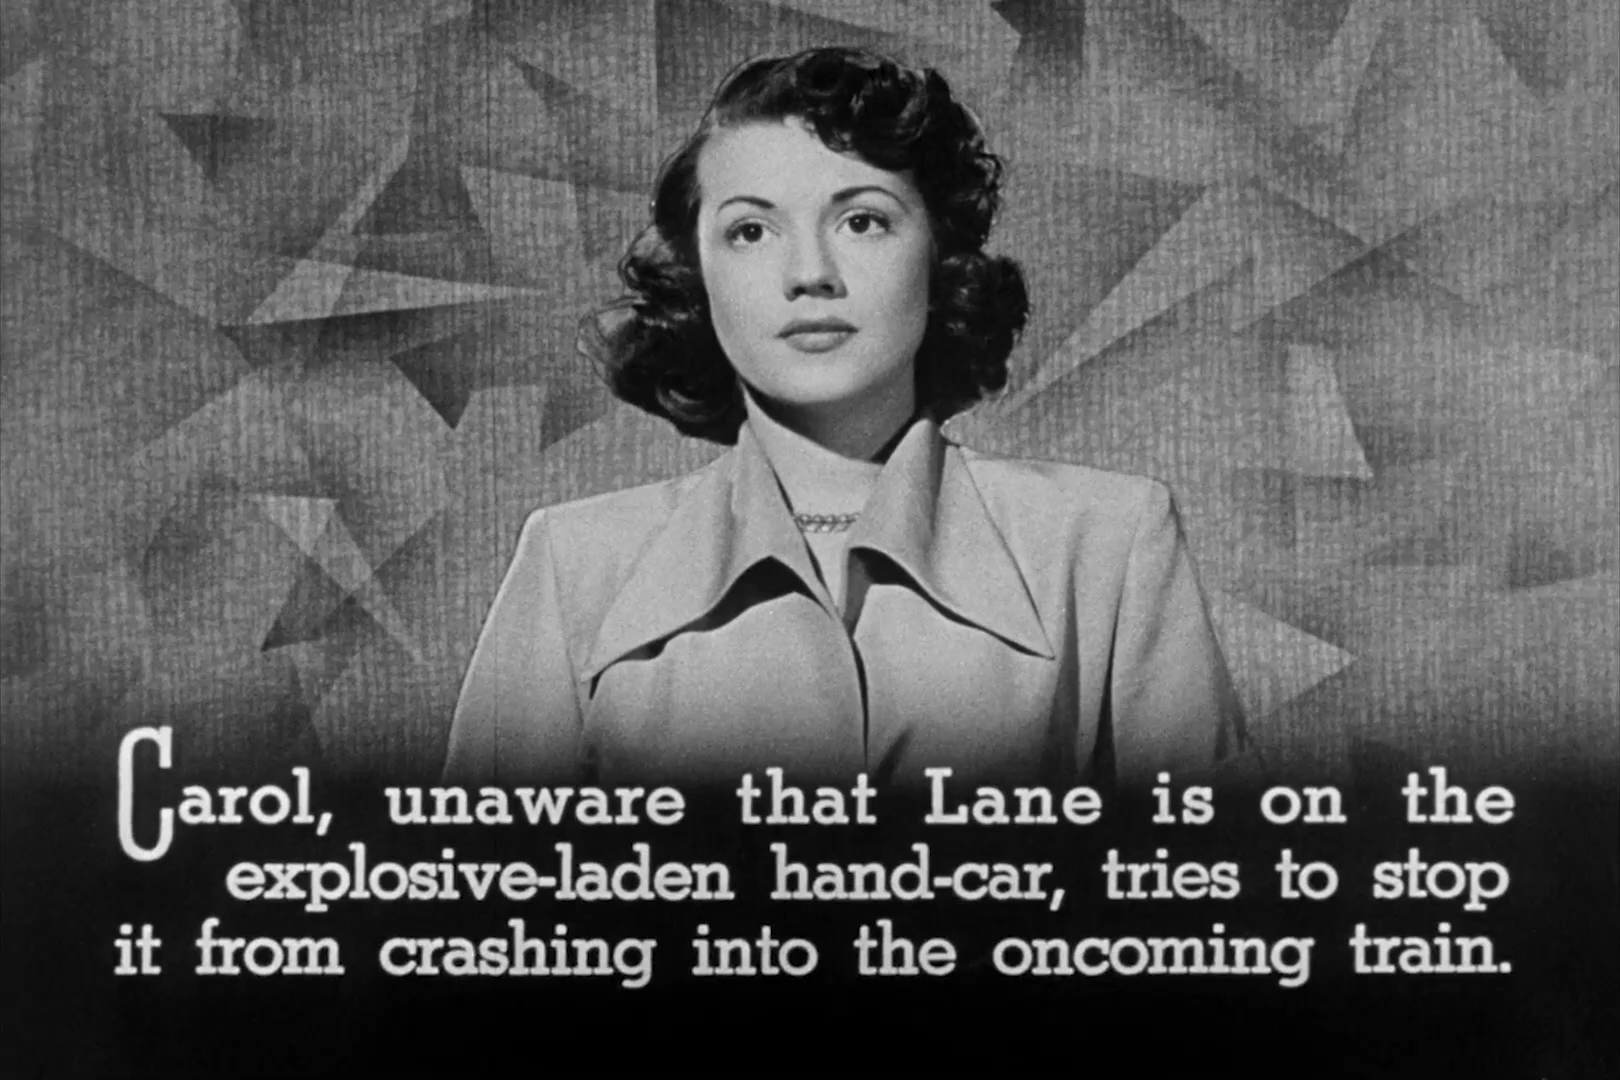 Carol, unaware that Lane is on the
explosive-laden hand-car, tries to stop
it from crashing into the oncoming train.